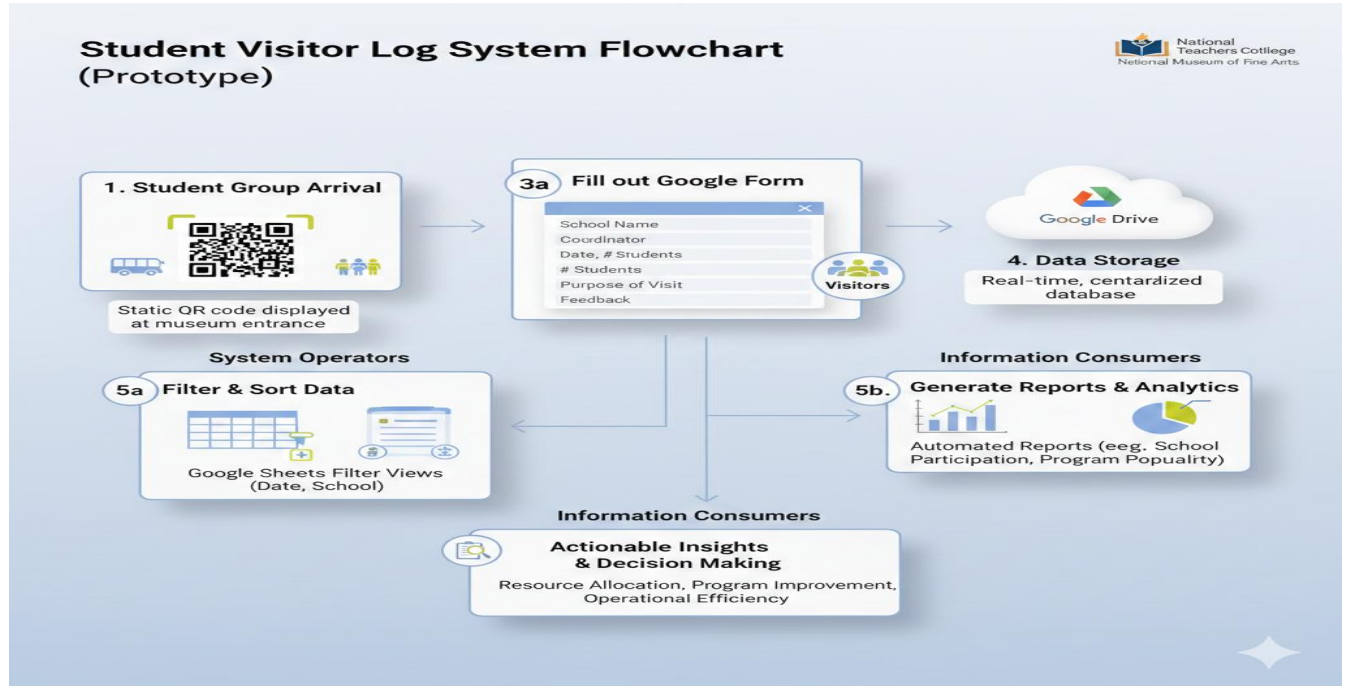 Student Visitor Log System Flowchart
(Prototype)
National
Teachers Cotllege
National Museum of Fine Arts
1. Student Group Arrival
Static QR code displayed
at museum entrance
3a Fill out Google Form
School Name
Coordinator
Date, # Students
# Students
Purpose of Visit
Feedback
Visitors
Google Drive
4. Data Storage
Real-time, centardized
database
System Operators
5a Filter & Sort Data
Google Sheets Filter Views
(Date, School)
Information Consumers
5b. Generate Reports & Analytics
Automated Reports (eeg. School
Participation, Program Popuality)
Information Consumers
Actionable Insights
& Decision Making
Resource Allocation, Program Improvement,
Operational Efficiency